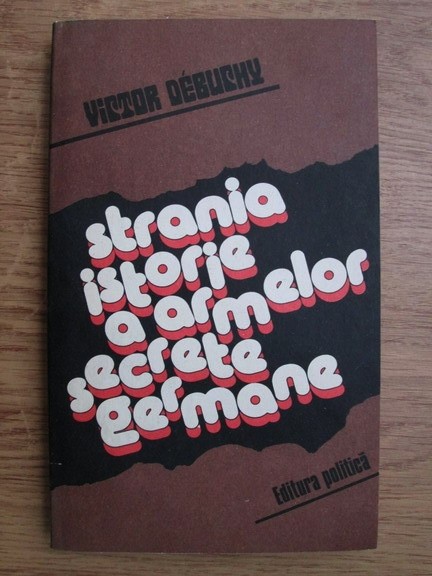 Victor Débuchy
strania
istorie
a armelor
secrete
germane
Editura politică